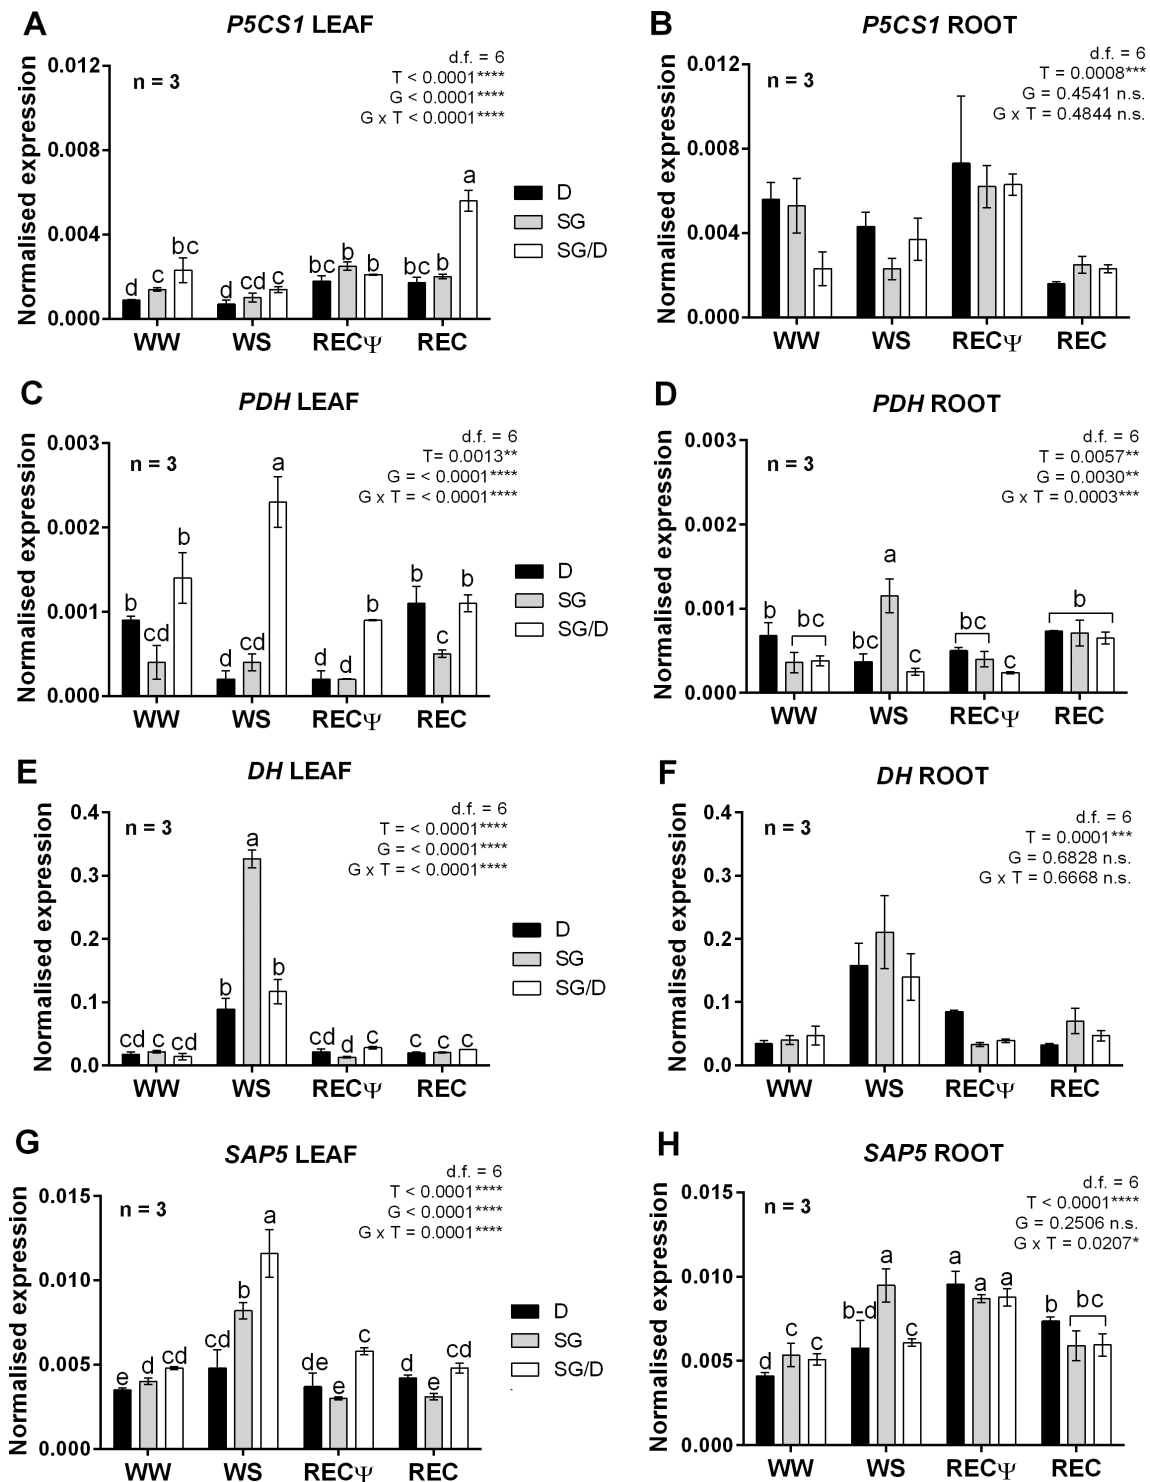 A
P5CS1 LEAF
d.f. = 6
T < 0.0001****
G < 0.0001****
G x T < 0.0001****
n = 3
Normalised expression
0.012
0.008
0.004
0.000
d c bc
d cd c
bc b b
bc b a
WW WS RECΨ REC
D
SG
SG/D
B
P5CS1 ROOT
d.f. = 6
T = 0.0008***
G = 0.4541 n.s.
G x T = 0.4844 n.s.
n = 3
Normalised expression
0.012
0.008
0.004
0.000
WW WS RECΨ REC
C
PDH LEAF
d.f. = 6
T= 0.0013**
G = < 0.0001****
G x T = < 0.0001****
n = 3
Normalised expression
0.003
0.002
0.001
0.000
b cd b
d cd a
d d b
b c b
WW WS RECΨ REC
D
SG
SG/D
D
PDH ROOT
d.f. = 6
T = 0.0057**
G = 0.0030**
G x T = 0.0003***
n = 3
Normalised expression
0.003
0.002
0.001
0.000
b bc
bc a c
bc c
b
WW WS RECΨ REC
E
DH LEAF
d.f. = 6
T = < 0.0001****
G = < 0.0001****
G x T = < 0.0001****
n = 3
Normalised expression
0.4
0.3
0.2
0.1
0.0
cd c cd
b a b
cd d c
c c c
WW WS RECΨ REC
D
SG
SG/D
F
DH ROOT
d.f. = 6
T = 0.0001***
G = 0.6828 n.s.
G x T = 0.6668 n.s.
n = 3
Normalised expression
0.4
0.3
0.2
0.1
0.0
WW WS RECΨ REC
G
SAP5 LEAF
d.f. = 6
T < 0.0001****
G < 0.0001****
G x T = 0.0001****
n = 3
Normalised expression
0.015
0.010
0.005
0.000
e d cd
cd b a
de e c
d e cd
WW WS RECΨ REC
D
SG
SG/D
H
SAP5 ROOT
d.f. = 6
T < 0.0001****
G = 0.2506 n.s.
G x T = 0.0207*
n = 3
Normalised expression
0.015
0.010
0.005
0.000
d c c
b-d a c
a a a
b bc
WW WS RECΨ REC